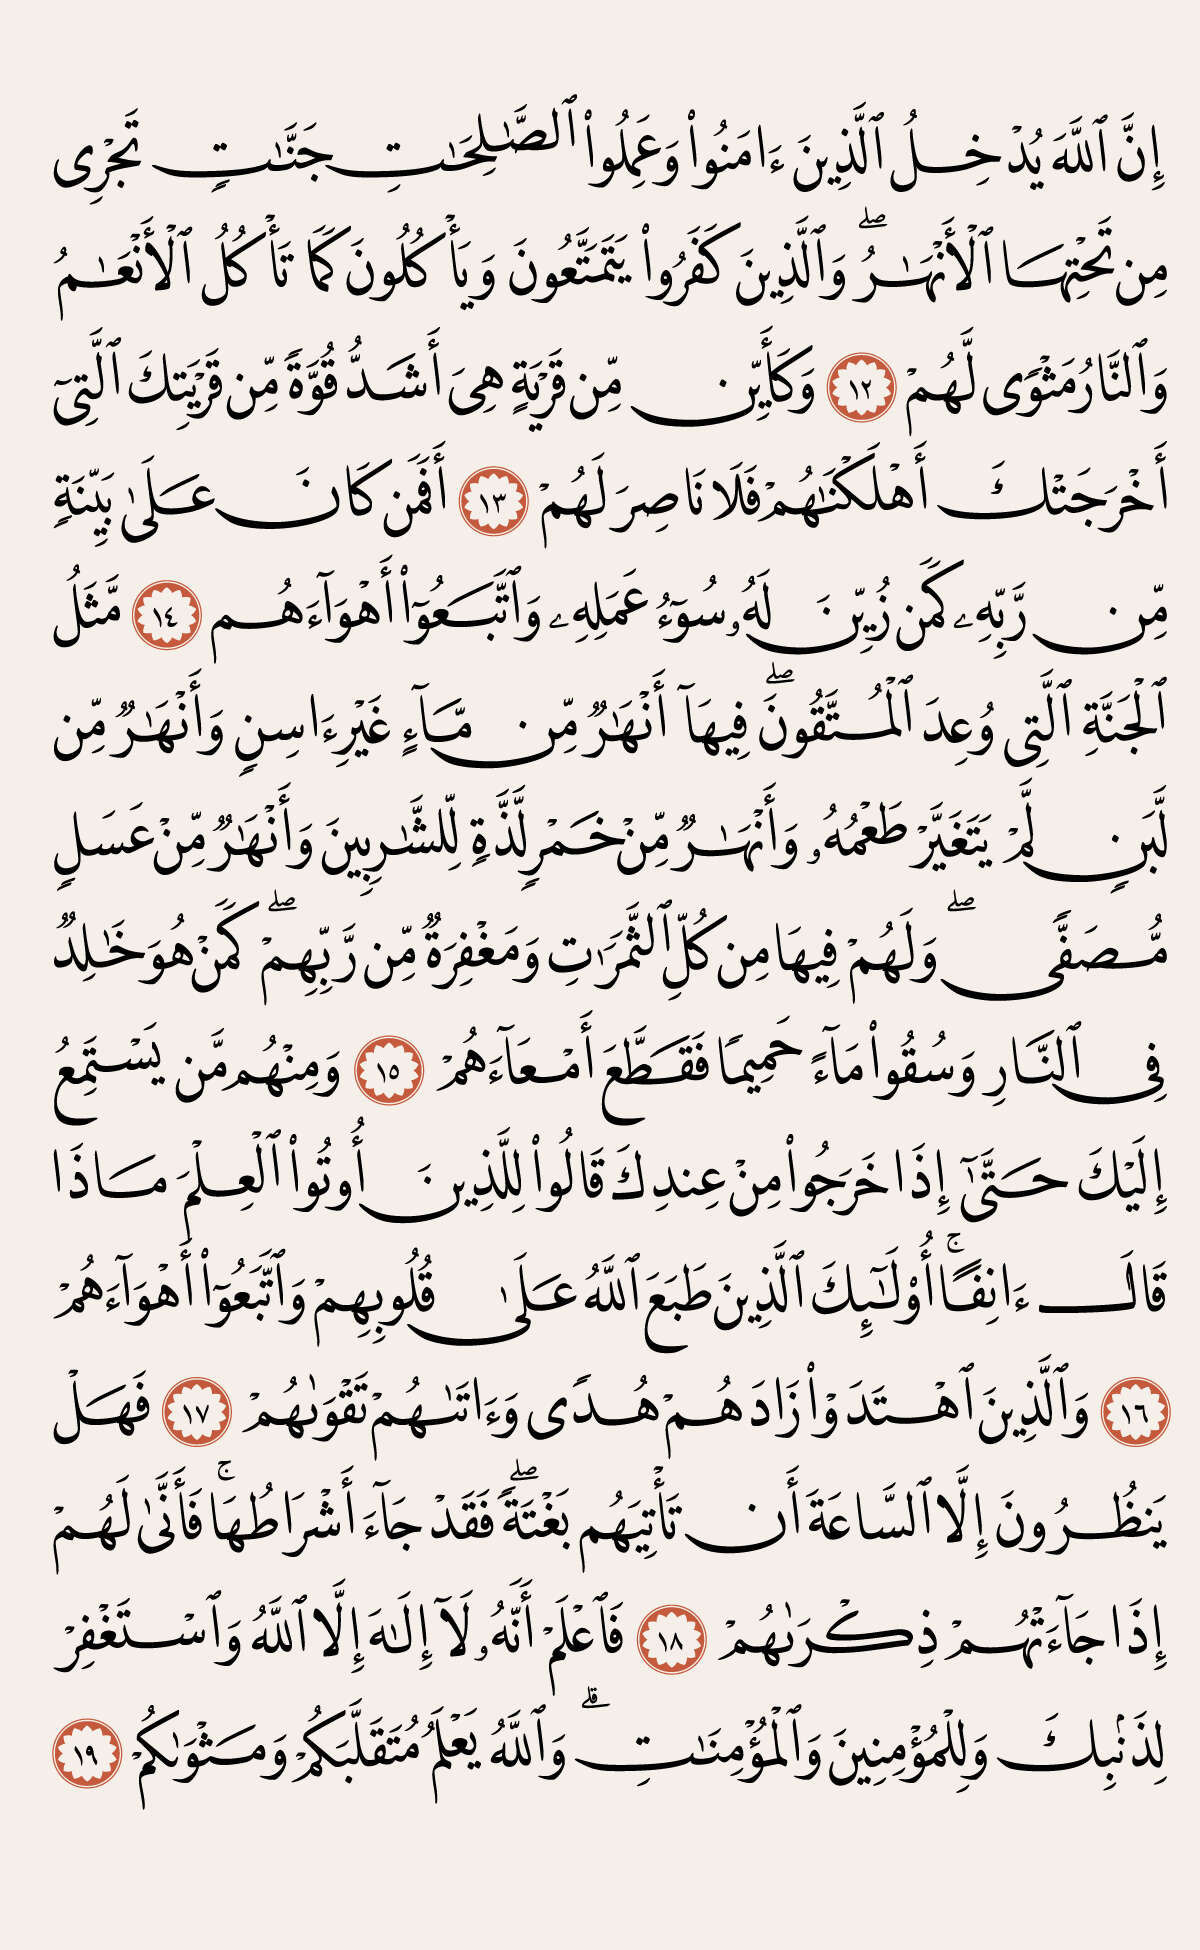 إِنَّ ٱللَّهَ يُدْخِلُ ٱلَّذِينَ ءَامَنُوا۟ وَعَمِلُوا۟ ٱلصَّـٰلِحَـٰتِ جَنَّـٰتٍ تَجْرِى
مِن تَحْتِهَا ٱلْأَنْهَـٰرُ ۖ وَٱلَّذِينَ كَفَرُوا۟ يَتَمَتَّعُونَ وَيَأْكُلُونَ كَمَا تَأْكُلُ ٱلْأَنْعَـٰمُ
وَٱلنَّارُ مَثْوًى لَّهُمْ ١٢ وَكَأَيِّن مِّن قَرْيَةٍ هِىَ أَشَدُّ قُوَّةً مِّن قَرْيَتِكَ ٱلَّتِىٓ
أَخْرَجَتْكَ أَهْلَكْنَـٰهُمْ فَلَا نَاصِرَ لَهُمْ ١٣ أَفَمَن كَانَ عَلَىٰ بَيِّنَةٍ
مِّن رَّبِّهِۦ كَمَن زُيِّنَ لَهُۥ سُوٓءُ عَمَلِهِۦ وَٱتَّبَعُوٓا۟ أَهْوَآءَهُم ١٤ مَّثَلُ
ٱلْجَنَّةِ ٱلَّتِى وُعِدَ ٱلْمُتَّقُونَ ۖ فِيهَآ أَنْهَـٰرٌ مِّن مَّآءٍ غَيْرِ ءَاسِنٍ وَأَنْهَـٰرٌ مِّن
لَّبَنٍ لَّمْ يَتَغَيَّرْ طَعْمُهُۥ وَأَنْهَـٰرٌ مِّنْ خَمْرٍ لَّذَّةٍ لِّلشَّـٰرِبِينَ وَأَنْهَـٰرٌ مِّنْ عَسَلٍ
مُّصَفًّى ۖ وَلَهُمْ فِيهَا مِن كُلِّ ٱلثَّمَرَٰتِ وَمَغْفِرَةٌ مِّن رَّبِّهِمْ ۖ كَمَنْ هُوَ خَـٰلِدٌ
فِى ٱلنَّارِ وَسُقُوا۟ مَآءً حَمِيمًا فَقَطَّعَ أَمْعَآءَهُمْ ١٥ وَمِنْهُم مَّن يَسْتَمِعُ
إِلَيْكَ حَتَّىٰٓ إِذَا خَرَجُوا۟ مِنْ عِندِكَ قَالُوا۟ لِلَّذِينَ أُوتُوا۟ ٱلْعِلْمَ مَاذَا
قَالَ ءَانِفًا ۚ أُو۟لَـٰٓئِكَ ٱلَّذِينَ طَبَعَ ٱللَّهُ عَلَىٰ قُلُوبِهِمْ وَٱتَّبَعُوٓا۟ أَهْوَآءَهُمْ
١٦ وَٱلَّذِينَ ٱهْتَدَوْا۟ زَادَهُمْ هُدًى وَءَاتَىٰهُمْ تَقْوَىٰهُمْ ١٧ فَهَلْ
يَنظُرُونَ إِلَّا ٱلسَّاعَةَ أَن تَأْتِيَهُم بَغْتَةً ۖ فَقَدْ جَآءَ أَشْرَاطُهَا ۚ فَأَنَّىٰ لَهُمْ
إِذَا جَآءَتْهُمْ ذِكْرَىٰهُمْ ١٨ فَٱعْلَمْ أَنَّهُۥ لَآ إِلَـٰهَ إِلَّا ٱللَّهُ وَٱسْتَغْفِرْ
لِذَنۢبِكَ وَلِلْمُؤْمِنِينَ وَٱلْمُؤْمِنَـٰتِ ۗ وَٱللَّهُ يَعْلَمُ مُتَقَلَّبَكُمْ وَمَثْوَىٰكُمْ ١٩